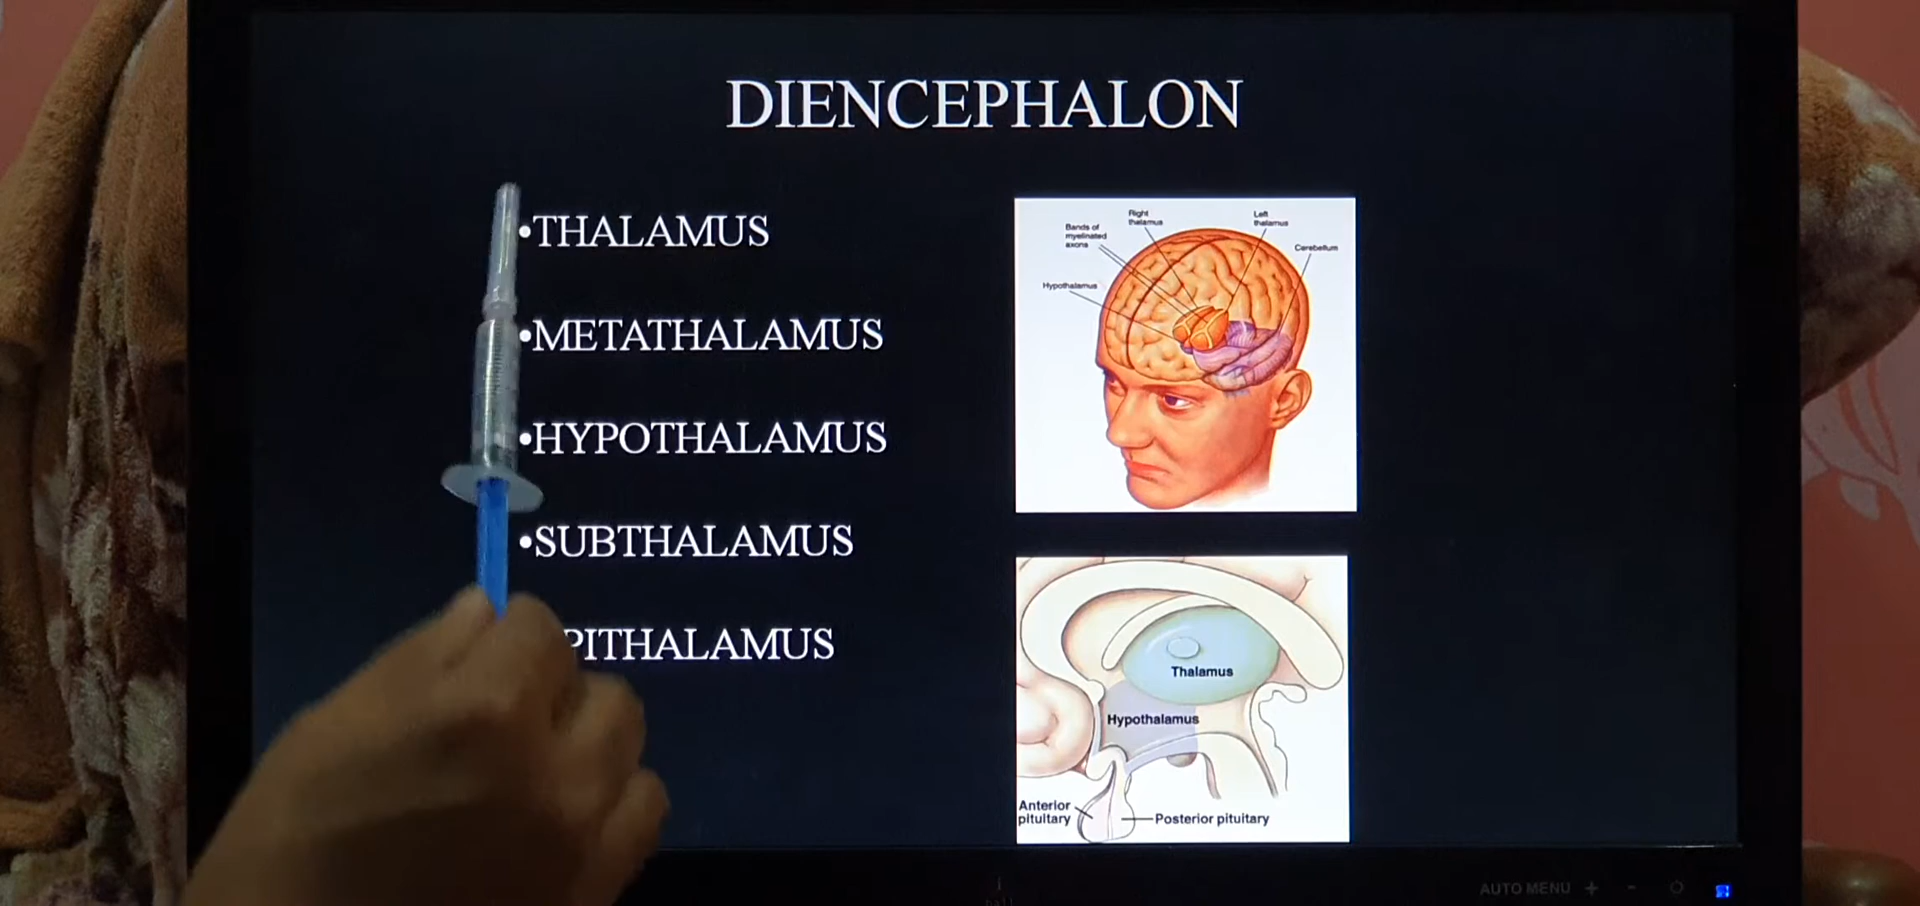 DIENCEPHALON
•THALAMUS
•METATHALAMUS
•HYPOTHALAMUS
•SUBTHALAMUS
PITHALAMUS
Right
thalamus
Left
thalamus
Bands of
myelinated
axons
Cerebellum
Hypothalamus
Thalamus
Hypothalamus
Anterior
pituitary
Posterior pituitary
AUTO MENU + -